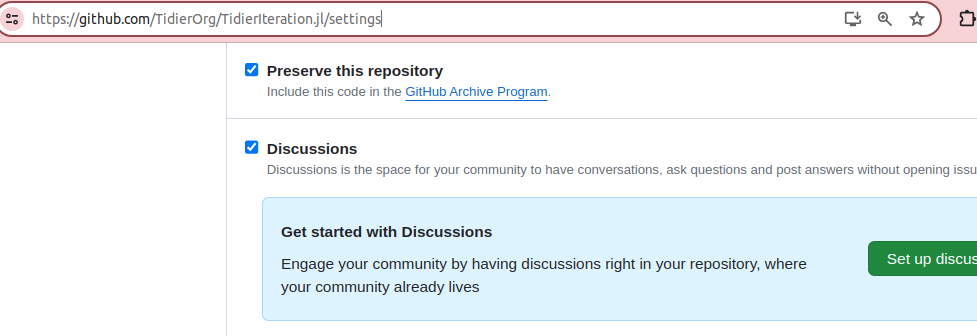 https://github.com/TidierOrg/TidierIteration.jl/settings
Preserve this repository
Include this code in the GitHub Archive Program.
Discussions
Discussions is the space for your community to have conversations, ask questions and post answers without opening issu
Get started with Discussions
Engage your community by having discussions right in your repository, where
your community already lives
Set up discus